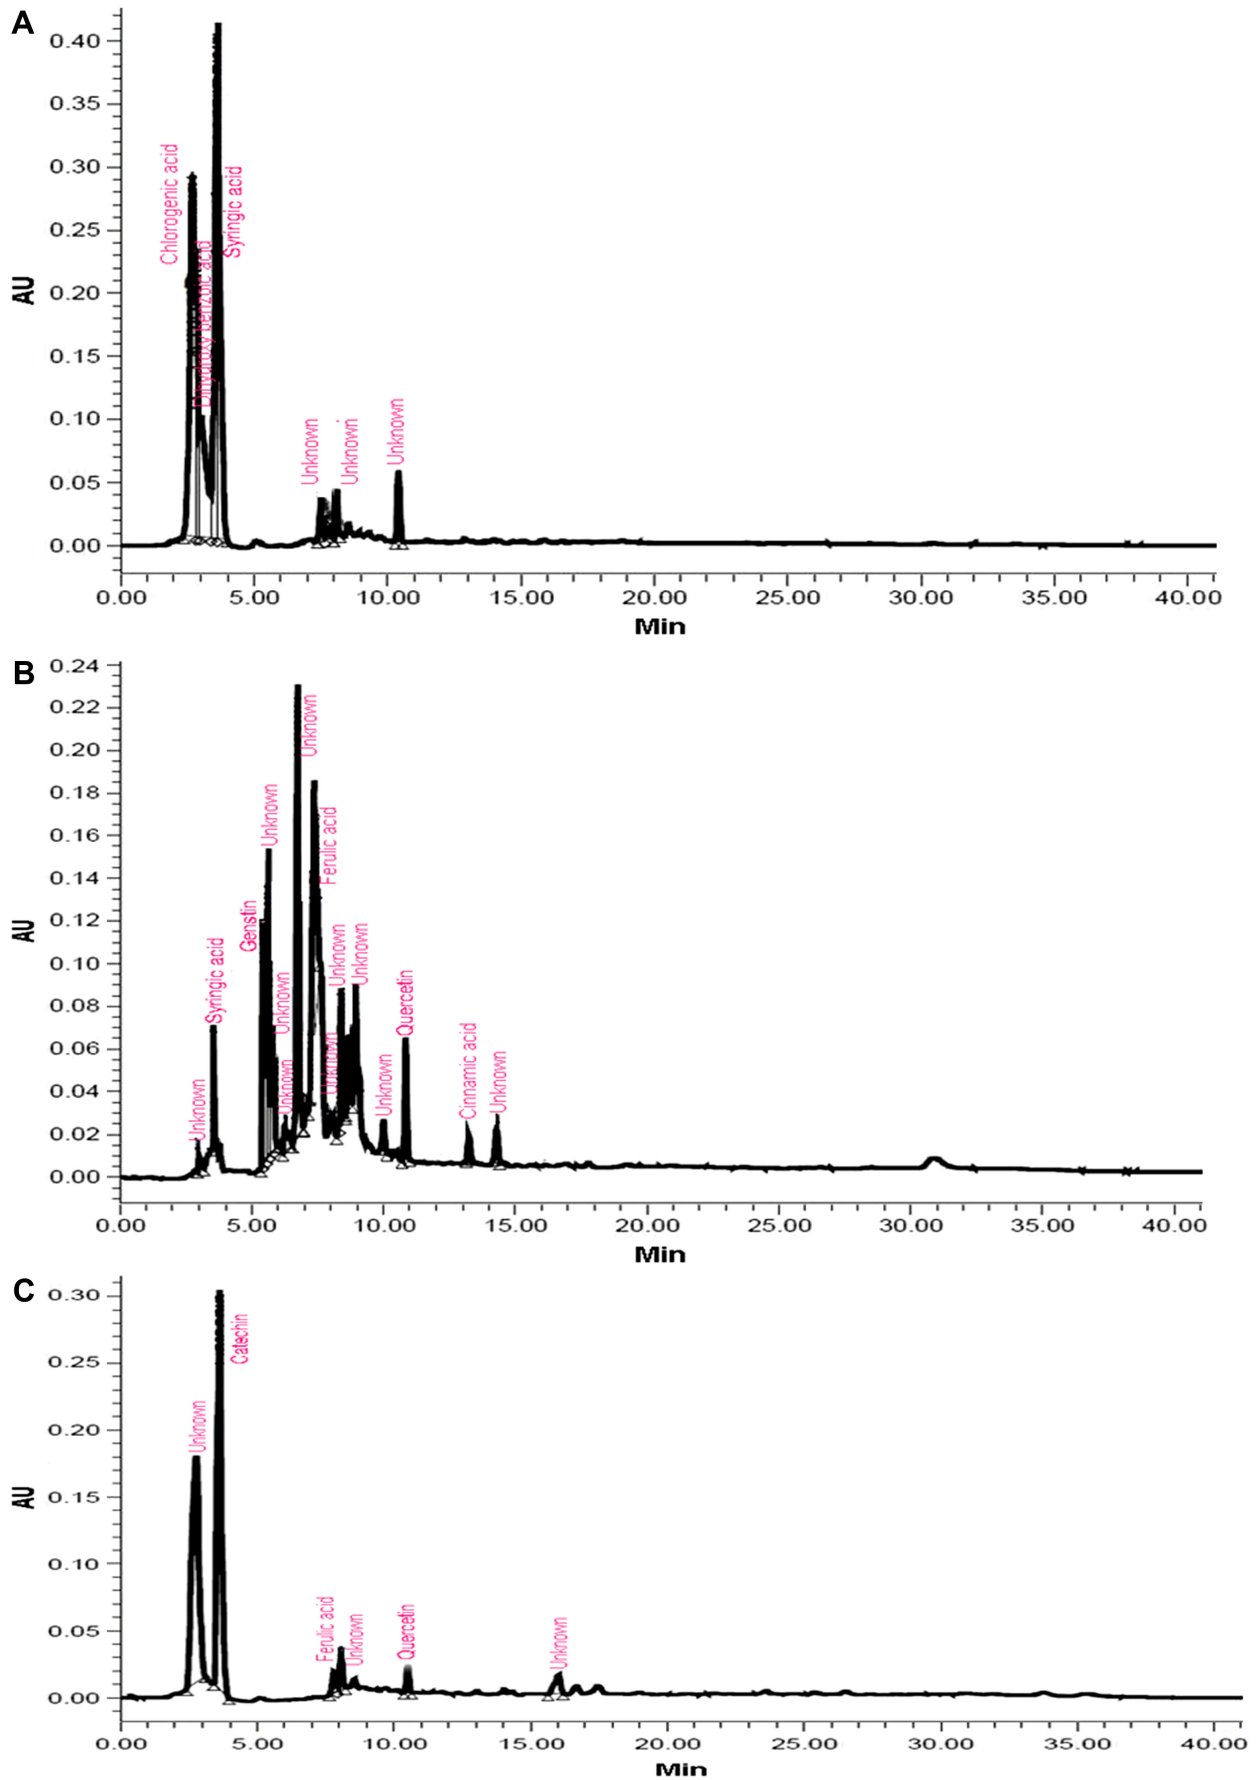 A
0.40
0.35
0.30
0.25
0.20
0.15
0.10
0.05
0.00
AU
Chlorogenic acid
Dihydroxy benzoic acid
Syringic acid
Unknown
Unknown
Unknown
0.00 5.00 10.00 15.00 20.00 25.00 30.00 35.00 40.00
Min
B
0.24
0.22
0.20
0.18
0.16
0.14
0.12
0.10
0.08
0.06
0.04
0.02
0.00
AU
Unknown
Syringic acid
Genstin
Unknown
Unknown
Unknown
Unknown
Ferulic acid
Unknown
Unknown
Unknown
Unknown
Quercetin
Cinnamic acid
Unknown
0.00 5.00 10.00 15.00 20.00 25.00 30.00 35.00 40.00
Min
C
0.30
0.25
0.20
0.15
0.10
0.05
0.00
AU
Unknown
Catechin
Ferulic acid
Unknown
Quercetin
Unknown
0.00 5.00 10.00 15.00 20.00 25.00 30.00 35.00 40.00
Min